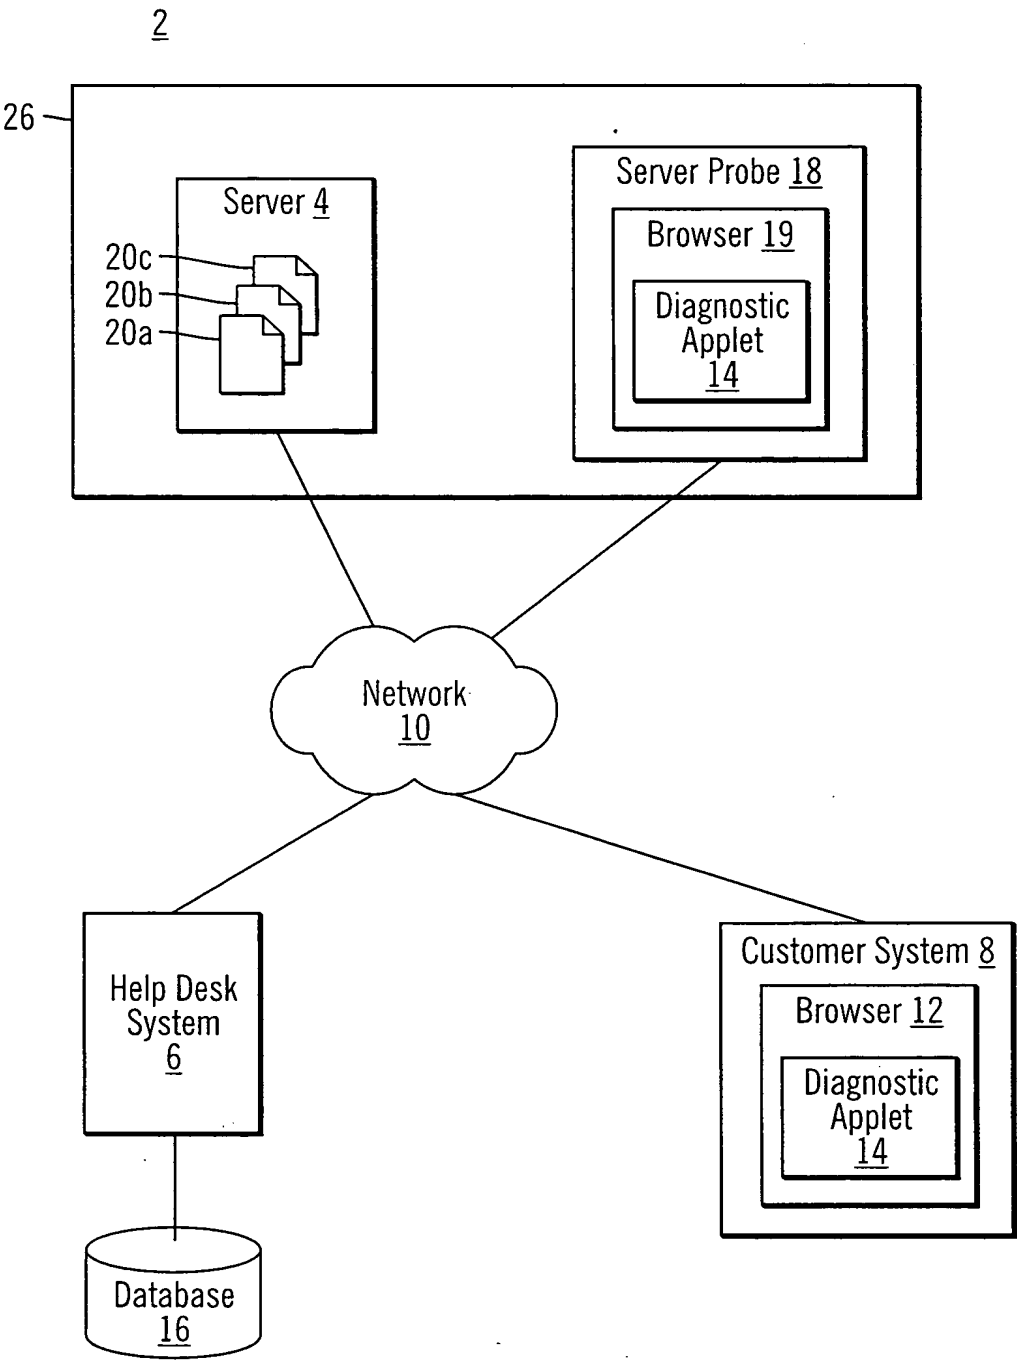 2
26
Server 4
20c
20b
20a
Server Probe 18
Browser 19
Diagnostic
Applet
14
Network
10
Help Desk
System
6
Database
16
Customer System 8
Browser 12
Diagnostic
Applet
14